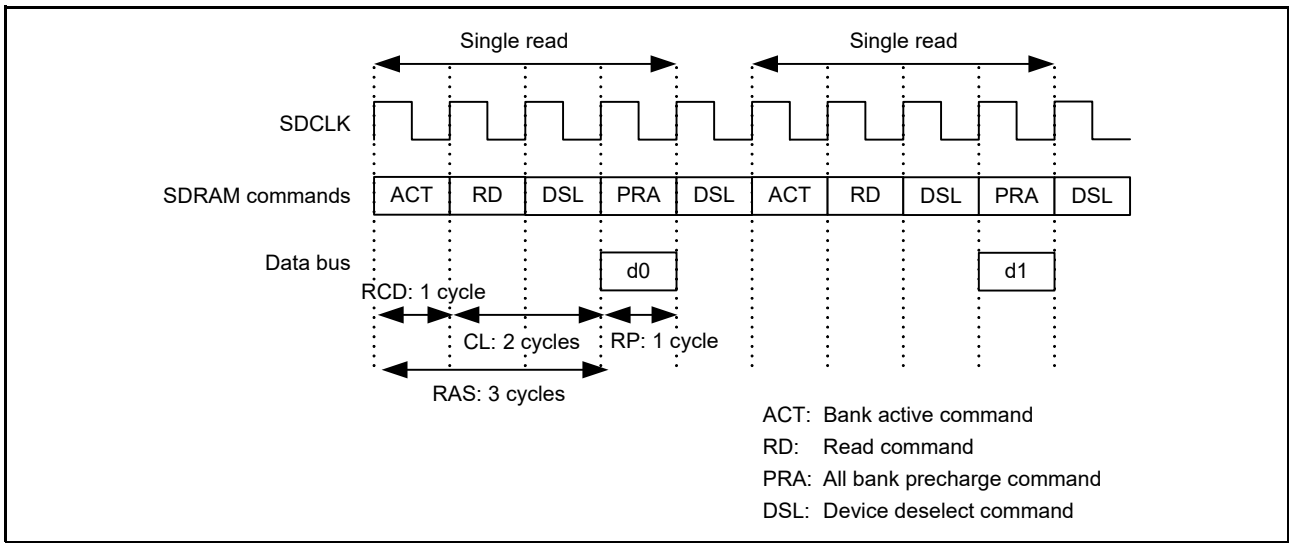 Single read Single read
SDCLK
SDRAM commands ACT RD DSL PRA DSL ACT RD DSL PRA DSL
Data bus d0 d1
RCD: 1 cycle
CL: 2 cycles RP: 1 cycle
RAS: 3 cycles
ACT: Bank active command
RD: Read command
PRA: All bank precharge command
DSL: Device deselect command